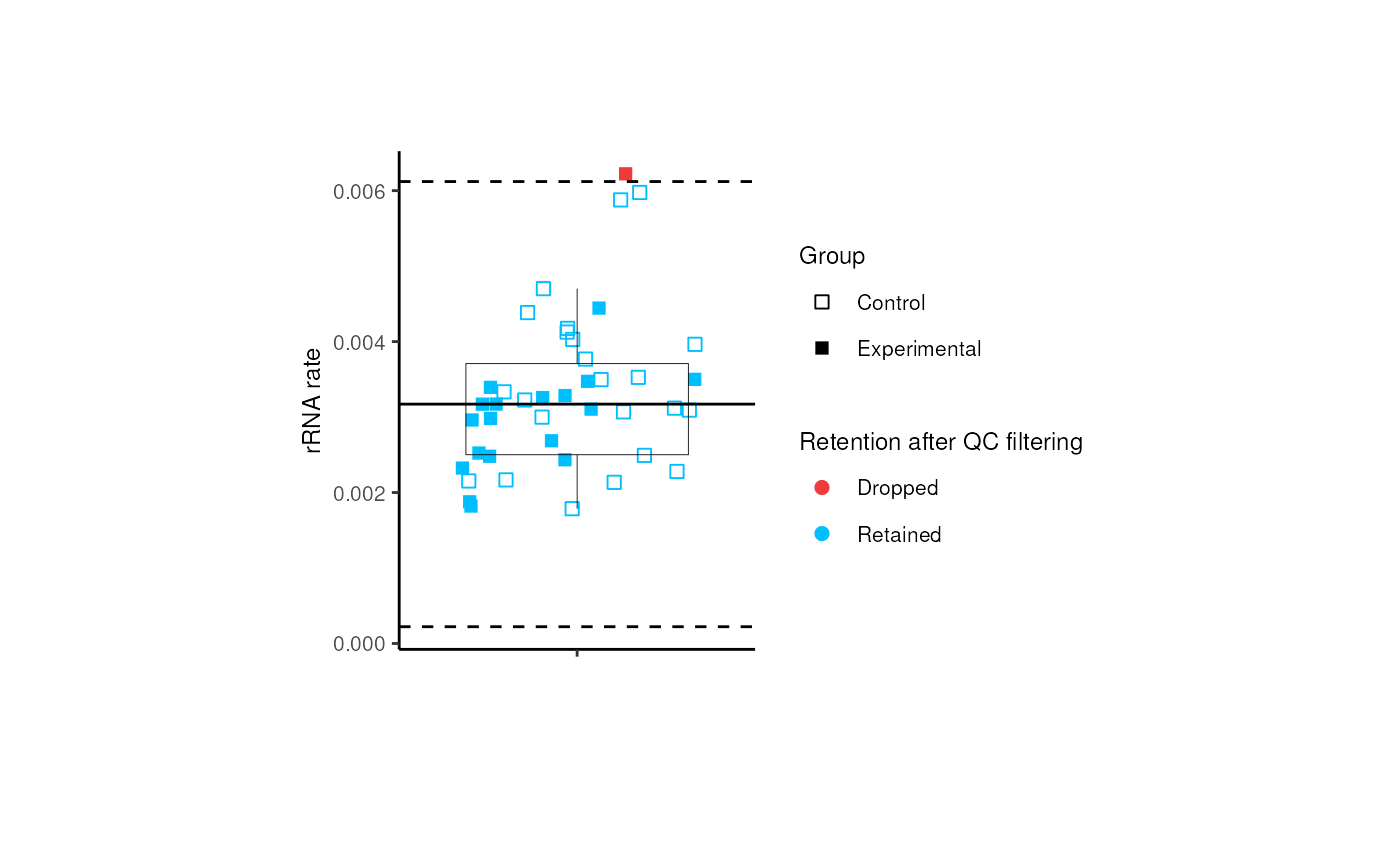 rRNA rate
0.006
0.004
0.002
0.000
Group
Control
Experimental
Retention after QC filtering
Dropped
Retained